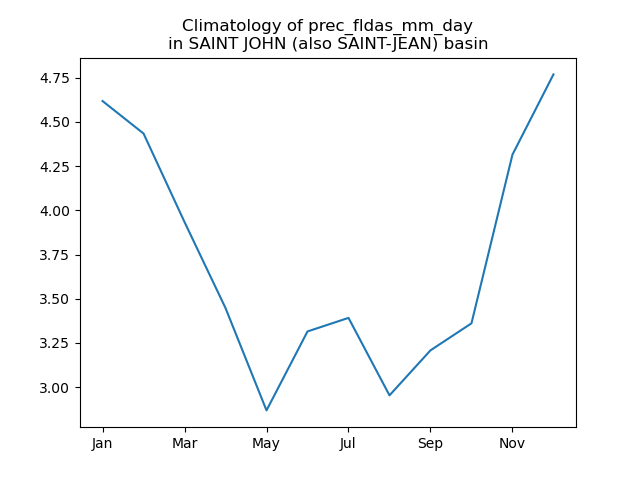 Climatology of prec_fldas_mm_day
in SAINT JOHN (also SAINT-JEAN) basin
4.75
4.50
4.25
4.00
3.75
3.50
3.25
3.00
Jan Mar May Jul Sep Nov